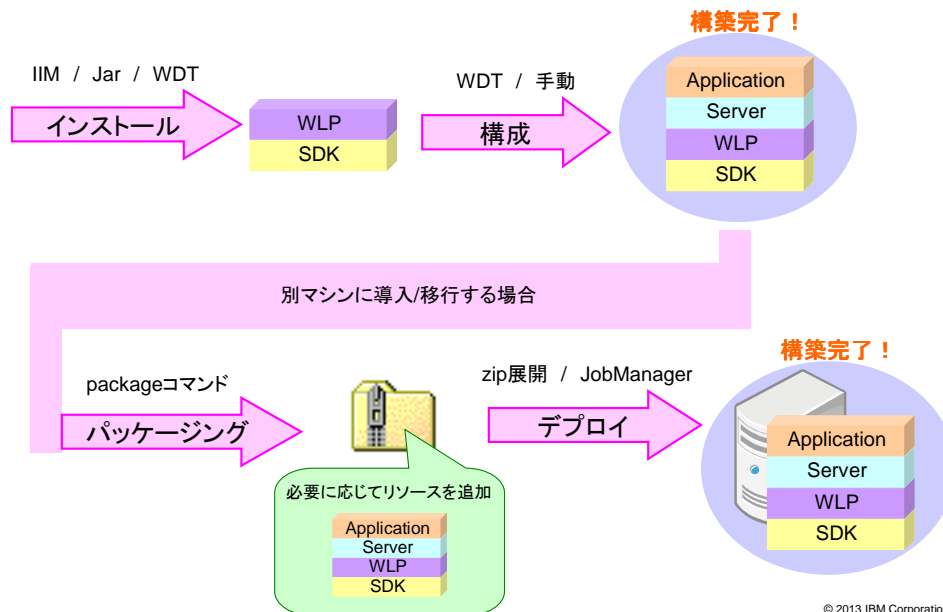 構築完了！
IIM / Jar / WDT
インストール
WLP
SDK
WDT / 手動
構成
Application
Server
WLP
SDK
別マシンに導入/移行する場合
packageコマンド
パッケージング
必要に応じてリソースを追加
Application
Server
WLP
SDK
zip展開 / JobManager
デプロイ
構築完了！
Application
Server
WLP
SDK
© 2013 IBM Corporatio